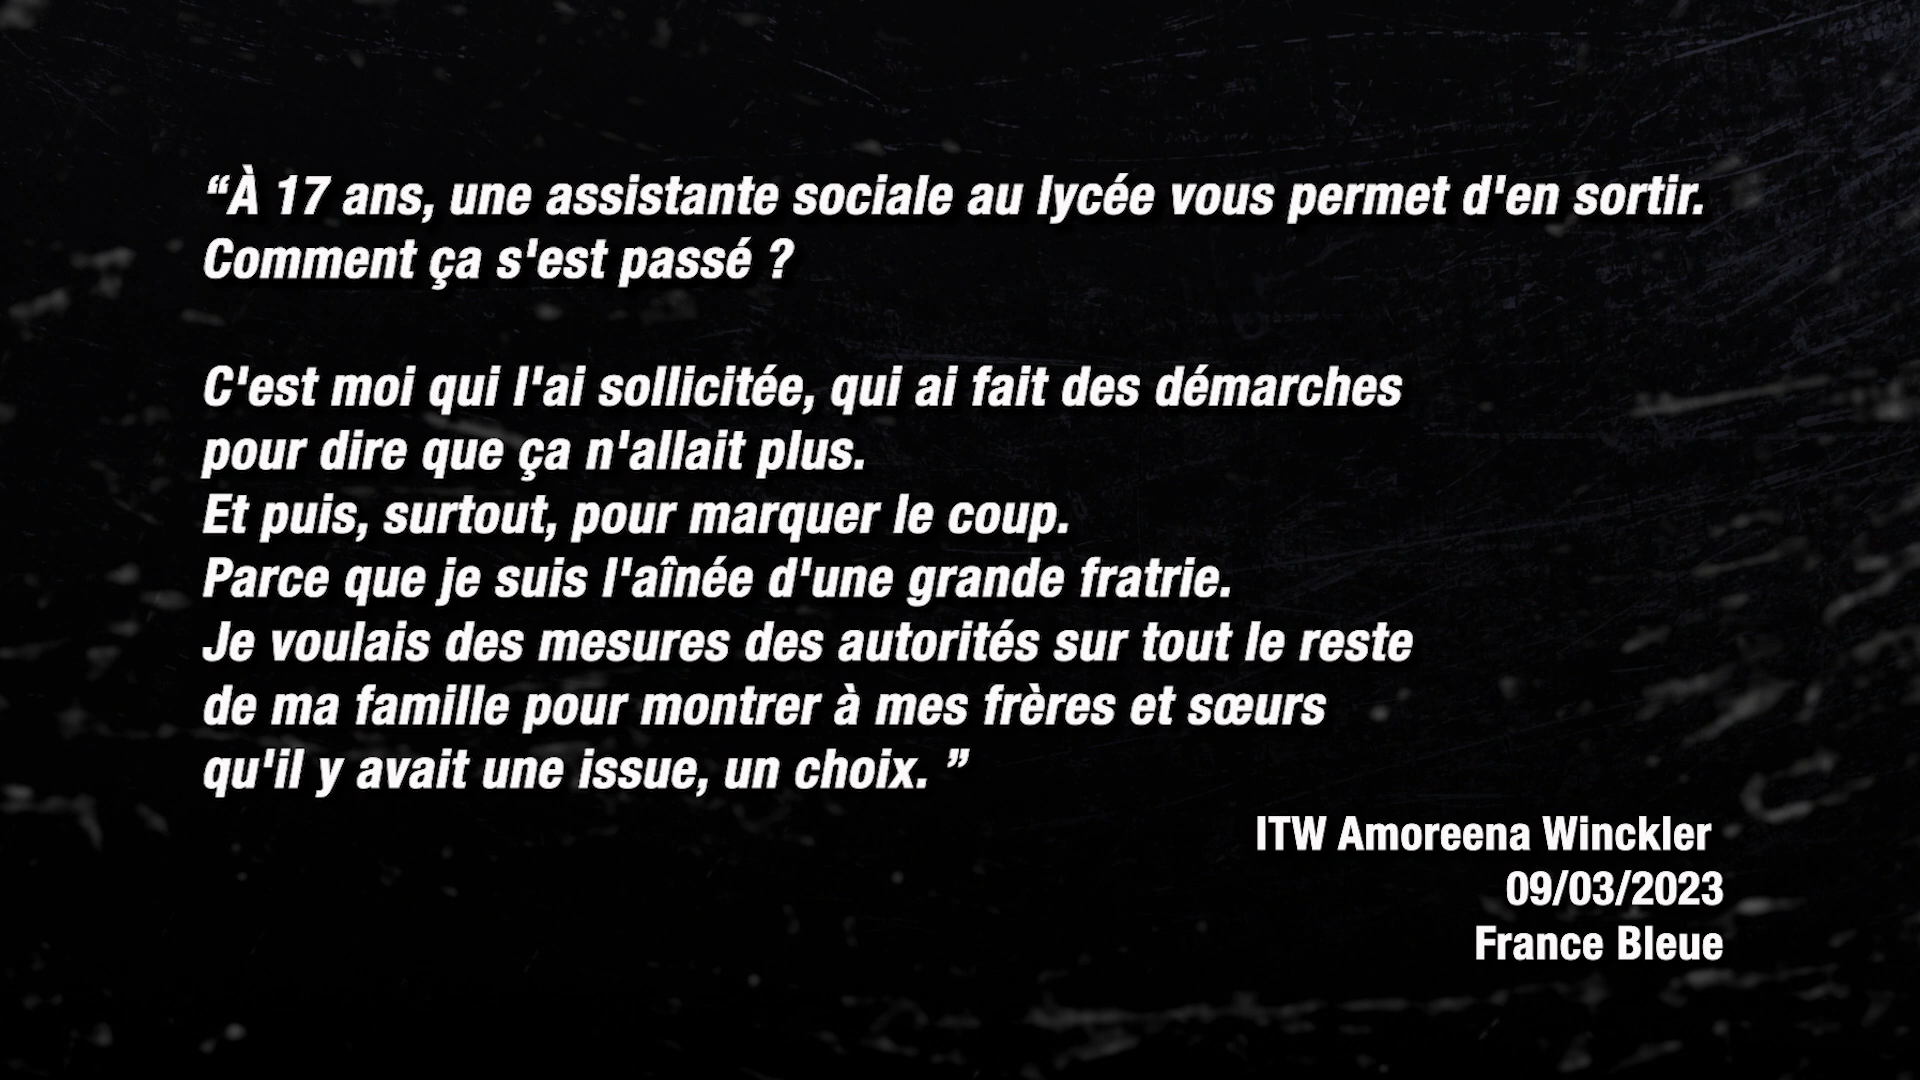 “À 17 ans, une assistante sociale au lycée vous permet d'en sortir.
Comment ça s'est passé ?
C'est moi qui l'ai sollicitée, qui ai fait des démarches
pour dire que ça n'allait plus.
Et puis, surtout, pour marquer le coup.
Parce que je suis l'aînée d'une grande fratrie.
Je voulais des mesures des autorités sur tout le reste
de ma famille pour montrer à mes frères et sœurs
qu'il y avait une issue, un choix. ”
ITW Amoreena Winckler
09/03/2023
France Bleue